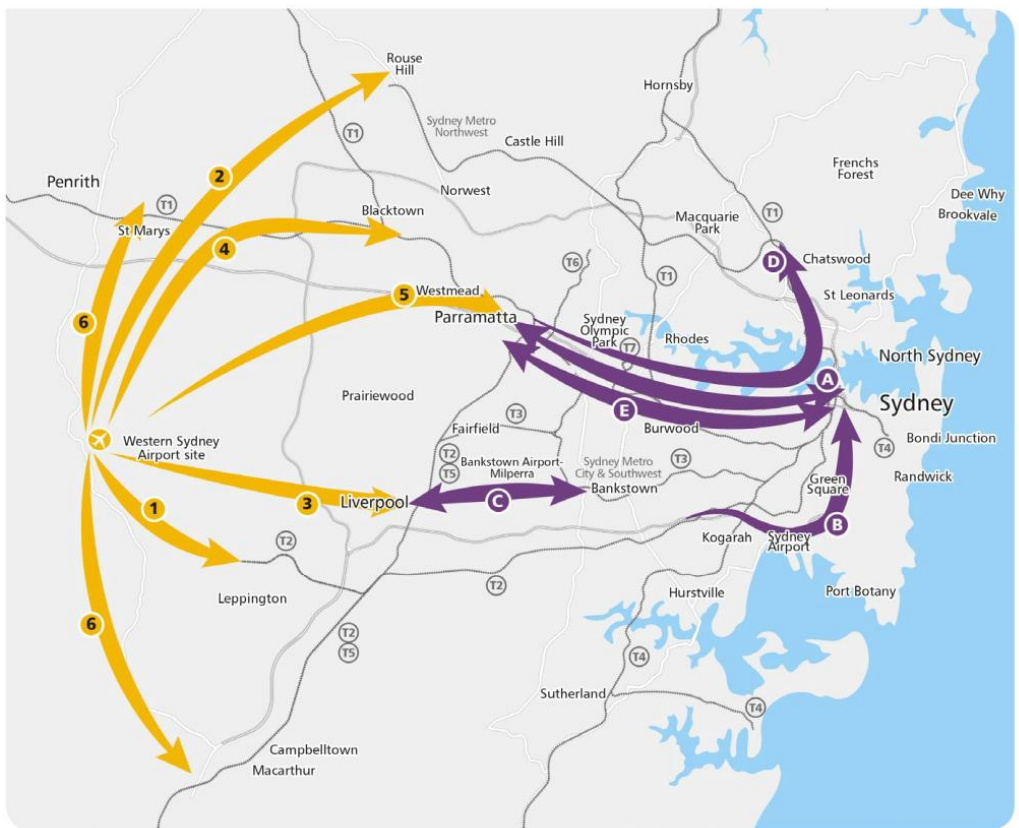 Rouse
Hill
Hornsby
Sydney Metro
Northwest
T1
Castle Hill
Frenchs
Forest
2
Penrith
Norwest
Dee Why
T1
St Marys
Blacktown
Macquarie
Park
T1
Brookvale
4
T6
D
Chatswood
T1
5
Westmead
St Leonards
6
Parramatta
Sydney
Olympic
Park
T7
Rhodes
North Sydney
A
Prairiewood
E
Sydney
T3
Fairfield
Burwood
T4
Bondi Junction
Western Sydney
Airport site
T2
T5
Bankstown Airport-
Milperra
Sydney Metro
City & Southwest
T3
Randwick
Green
Square
3
Liverpool
C
Bankstown
1
B
T2
Kogarah
Sydney
Airport
T2
Leppington
Hurstville
Port Botany
6
T2
T5
T4
Sutherland
T4
Campbelltown
Macarthur